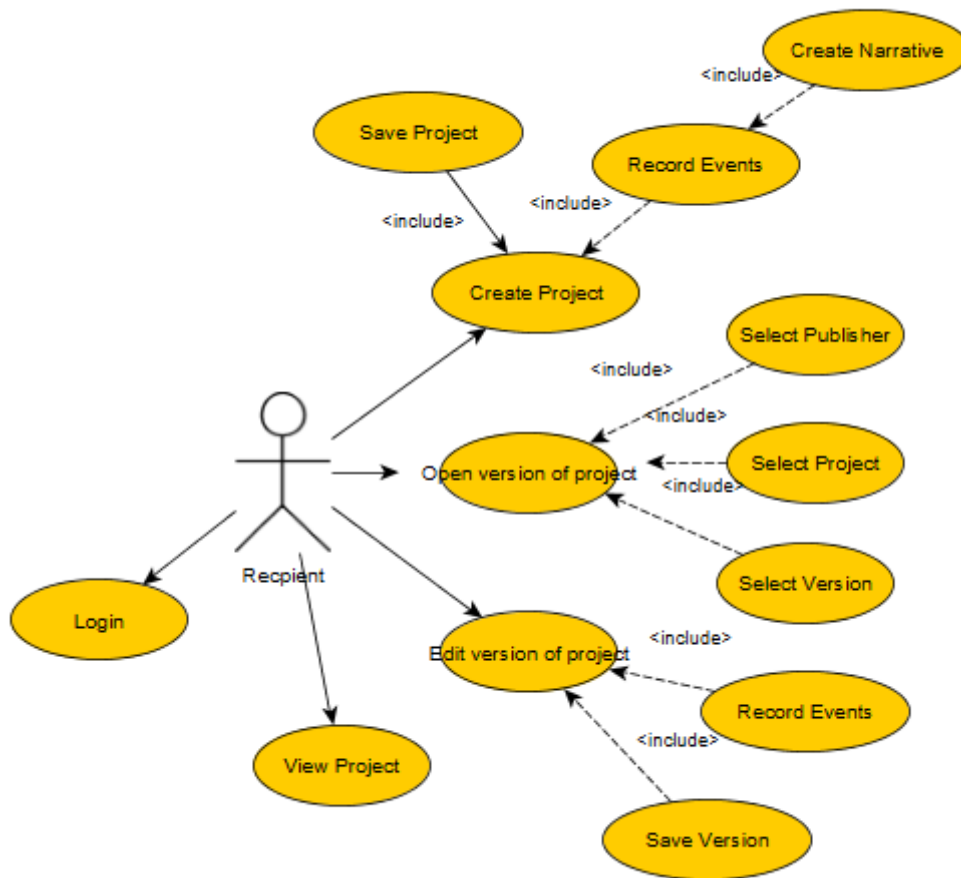 Create Narrative
<include>
Save Project
Record Events
<include>
<include>
Create Project
Select Publisher
<include>
<include>
Open version of project
Select Project
<include>
Select Version
Recpient
Login
Edit version of project
<include>
Record Events
<include>
View Project
Save Version